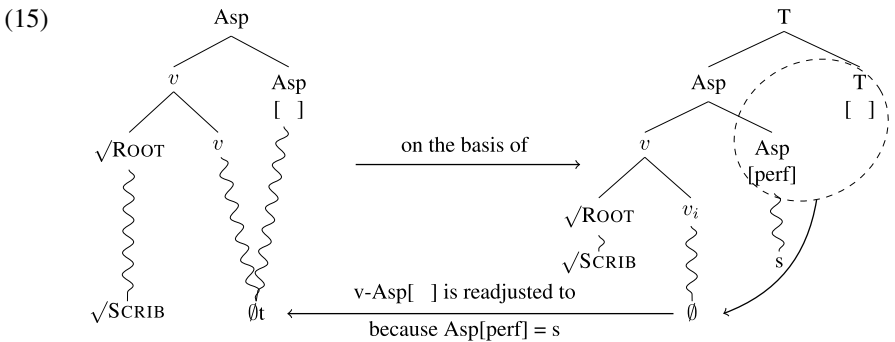 (15)
Asp
T
v
Asp
[ ]
Asp
T
[ ]
√ROOT
v
on the basis of
v
Asp
[perf]
√ROOT
vᵢ
√SCRIB
s
v-Asp[ ] is readjusted to
√SCRIB
∅t
∅
because Asp[perf] = s